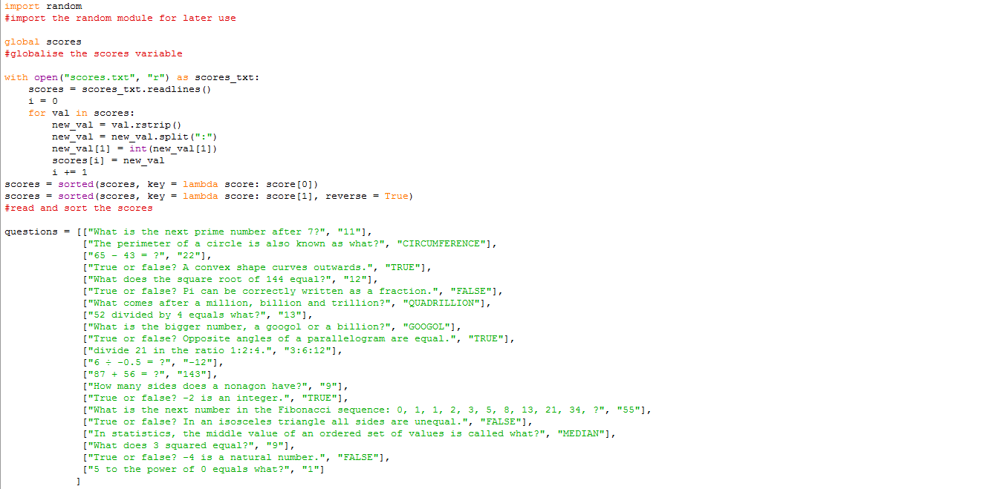 import random
#import the random module for later use

global scores
#globalise the scores variable

with open("scores.txt", "r") as scores_txt:
    scores = scores_txt.readlines()
    i = 0
    for val in scores:
        new_val = val.rstrip()
        new_val = new_val.split(":")
        new_val[1] = int(new_val[1])
        scores[i] = new_val
        i += 1
scores = sorted(scores, key = lambda score: score[0])
scores = sorted(scores, key = lambda score: score[1], reverse = True)
#read and sort the scores

questions = [["What is the next prime number after 7?", "11"],
             ["The perimeter of a circle is also known as what?", "CIRCUMFERENCE"],
             ["65 - 43 = ?", "22"],
             ["True or false? A convex shape curves outwards.", "TRUE"],
             ["What does the square root of 144 equal?", "12"],
             ["True or false? Pi can be correctly written as a fraction.", "FALSE"],
             ["What comes after a million, billion and trillion?", "QUADRILLION"],
             ["52 divided by 4 equals what?", "13"],
             ["What is the bigger number, a googol or a billion?", "GOOGOL"],
             ["True or false? Opposite angles of a parallelogram are equal.", "TRUE"],
             ["divide 21 in the ratio 1:2:4.", "3:6:12"],
             ["6 ÷ -0.5 = ?", "-12"],
             ["87 + 56 = ?", "143"],
             ["How many sides does a nonagon have?", "9"],
             ["True or false? -2 is an integer.", "TRUE"],
             ["What is the next number in the Fibonacci sequence: 0, 1, 1, 2, 3, 5, 8, 13, 21, 34, ?", "55"],
             ["True or false? In an isosceles triangle all sides are unequal.", "FALSE"],
             ["In statistics, the middle value of an ordered set of values is called what?", "MEDIAN"],
             ["What does 3 squared equal?", "9"],
             ["True or false? -4 is a natural number.", "FALSE"],
             ["5 to the power of 0 equals what?", "1"]
            ]